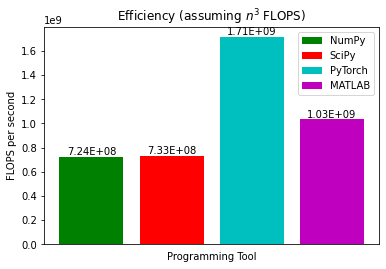 Efficiency (assuming n³ FLOPS)
1e9
FLOPS per second
1.6
1.4
1.2
1.0
0.8
0.6
0.4
0.2
0.0
7.24E+08
7.33E+08
1.71E+09
1.03E+09
NumPy
SciPy
PyTorch
MATLAB
Programming Tool